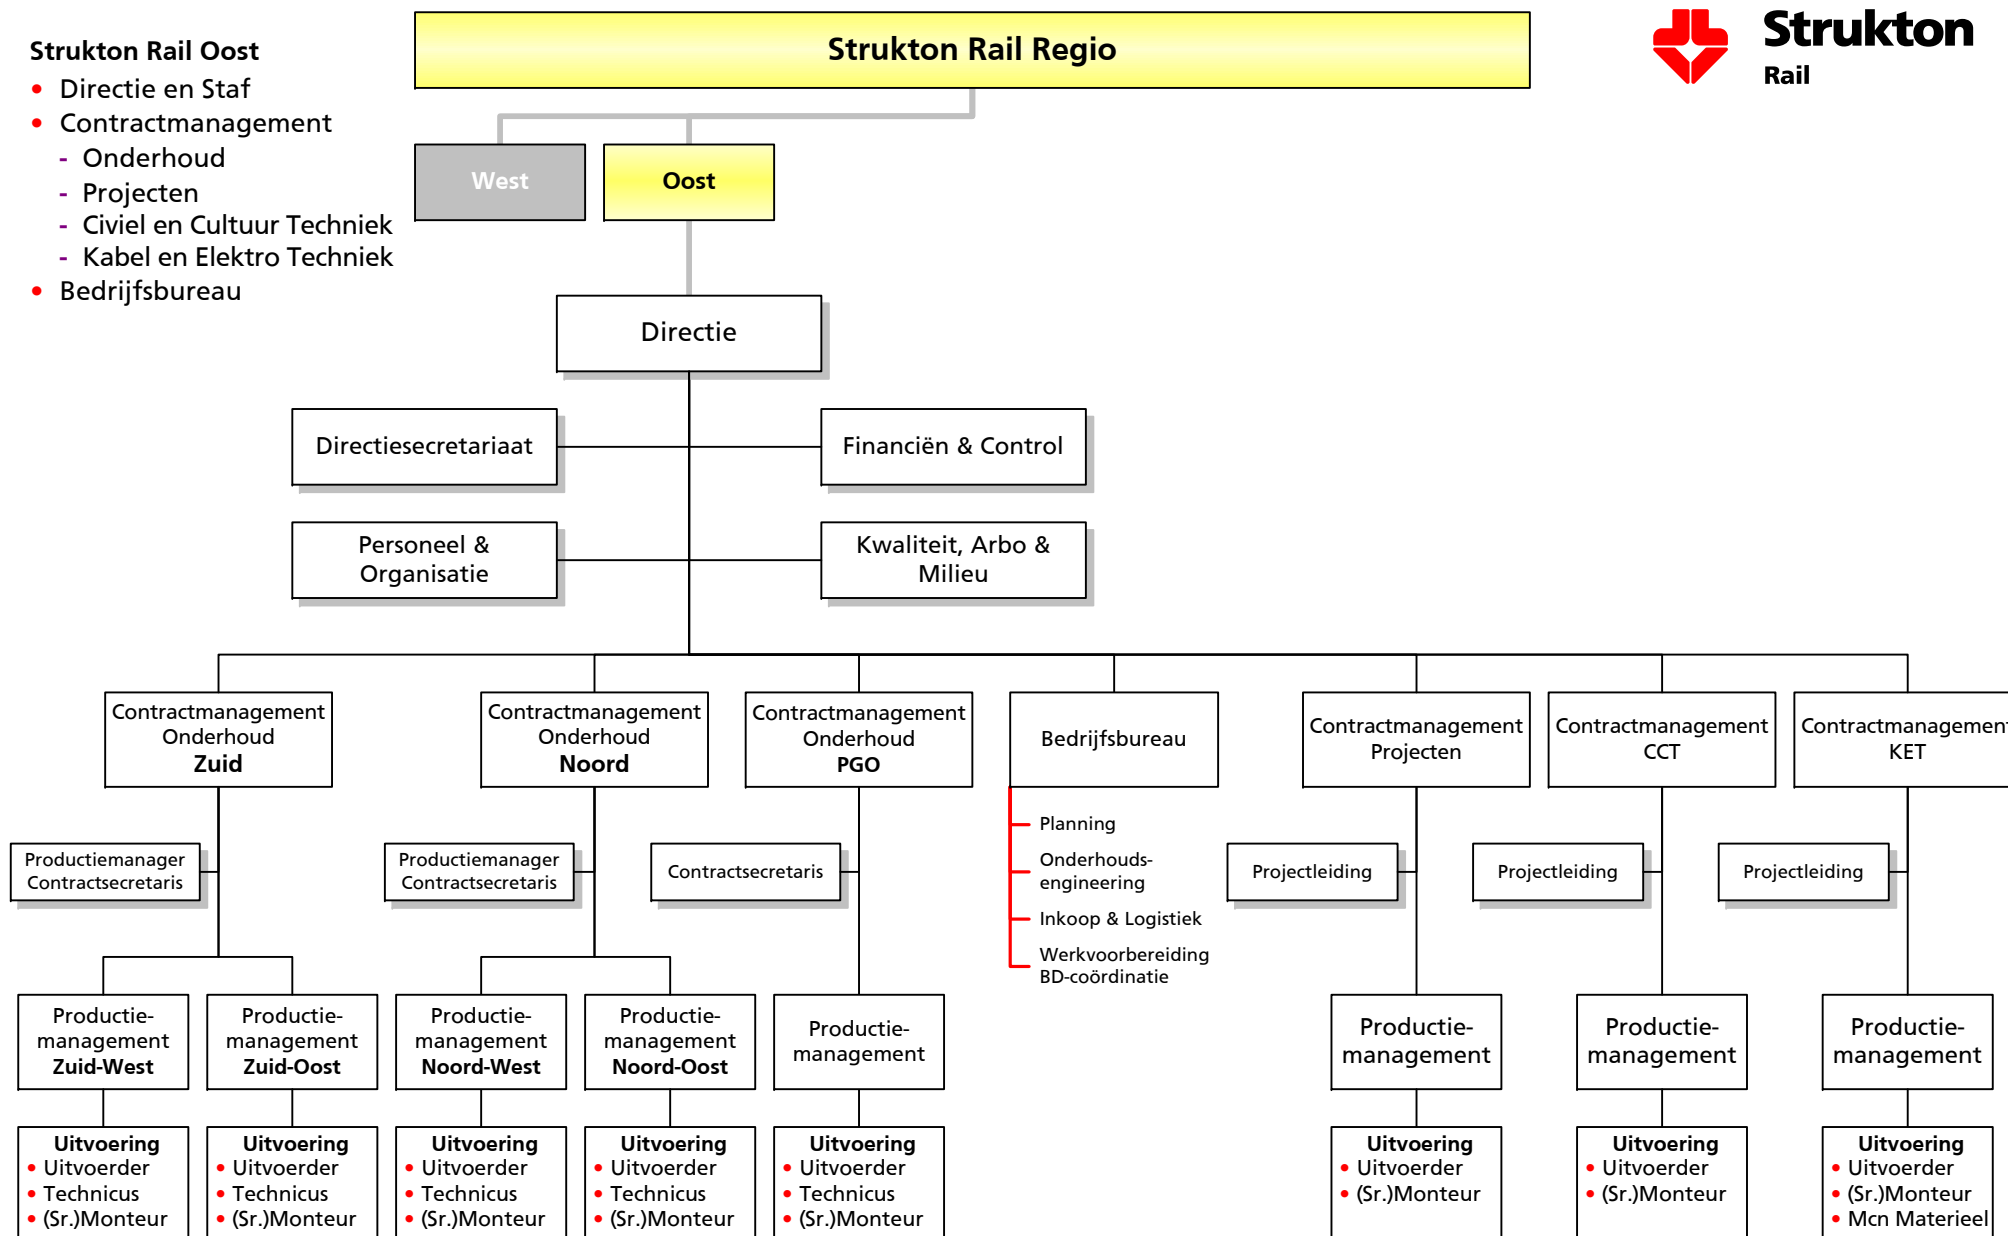 Strukton Rail Oost
• Directie en Staf
• Contractmanagement
- Onderhoud
- Projecten
- Civiel en Cultuur Techniek
- Kabel en Elektro Techniek
• Bedrijfsbureau
Strukton Rail Regio
Strukton
Rail
West
Oost
Directie
Directiesecretariaat
Financiën & Control
Personeel &
Organisatie
Kwaliteit, Arbo &
Milieu
Contractmanagement
Onderhoud
Zuid
Contractmanagement
Onderhoud
Noord
Contractmanagement
Onderhoud
PGO
Bedrijfsbureau
Contractmanagement
Projecten
Contractmanagement
CCT
Contractmanagement
KET
Productiemanager
Contractsecretaris
Productiemanager
Contractsecretaris
Contractsecretaris
Planning
Onderhouds-
engineering
Inkoop & Logistiek
Werkvoorbereiding
BD-coördinatie
Projectleiding
Projectleiding
Projectleiding
Productie-
management
Zuid-West
Productie-
management
Zuid-Oost
Productie-
management
Noord-West
Productie-
management
Noord-Oost
Productie-
management
Productie-
management
Productie-
management
Productie-
management
Uitvoering
• Uitvoerder
• Technicus
• (Sr.)Monteur
Uitvoering
• Uitvoerder
• Technicus
• (Sr.)Monteur
Uitvoering
• Uitvoerder
• Technicus
• (Sr.)Monteur
Uitvoering
• Uitvoerder
• Technicus
• (Sr.)Monteur
Uitvoering
• Uitvoerder
• Technicus
• (Sr.)Monteur
Uitvoering
• Uitvoerder
• (Sr.)Monteur
Uitvoering
• Uitvoerder
• (Sr.)Monteur
Uitvoering
• Uitvoerder
• (Sr.)Monteur
• Mcn Materieel